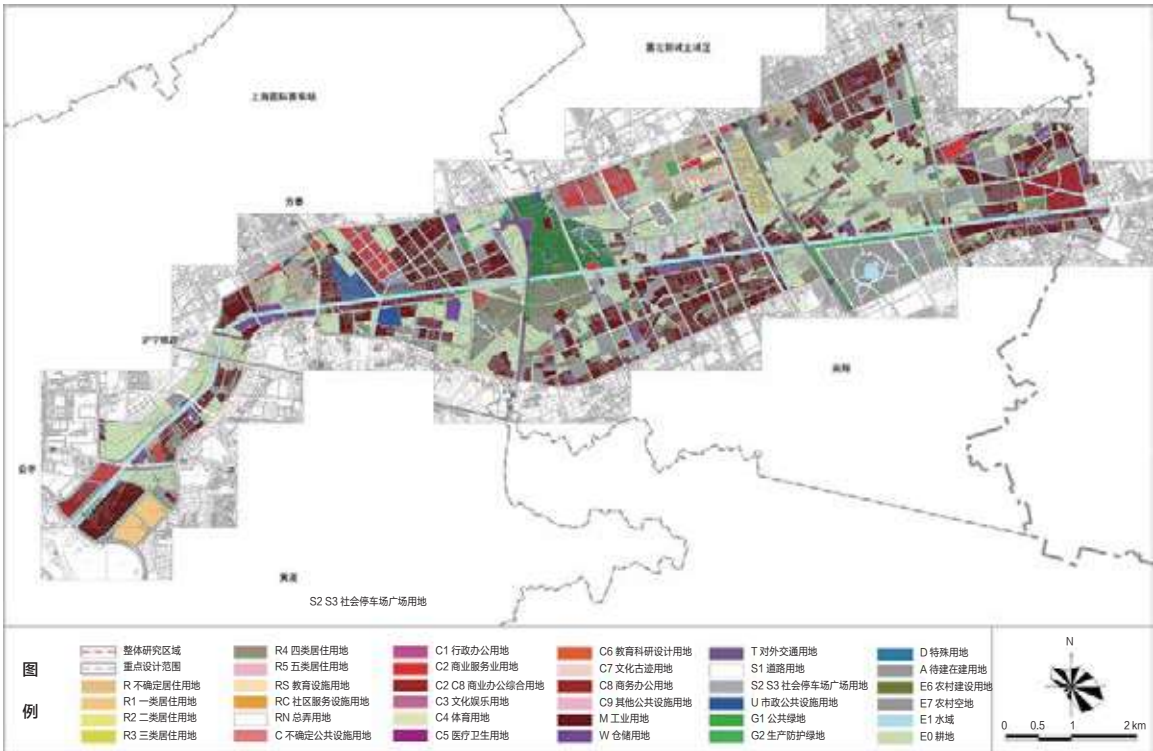 嘉定新城主城区
上海国际赛车场
方泰
沪宁铁路
南翔
安亭
黄渡
S2 S3 社会停车场广场用地
图例
整体研究区域
重点设计范围
R 不确定居住用地
R1 一类居住用地
R2 二类居住用地
R3 三类居住用地
R4 四类居住用地
R5 五类居住用地
RS 教育设施用地
RC 社区服务设施用地
RN 总弄用地
C 不确定公共设施用地
C1 行政办公用地
C2 商业服务业用地
C2 C8 商业办公综合用地
C3 文化娱乐用地
C4 体育用地
C5 医疗卫生用地
C6 教育科研设计用地
C7 文化古迹用地
C8 商务办公用地
C9 其他公共设施用地
M 工业用地
W 仓储用地
T 对外交通用地
S1 道路用地
S2 S3 社会停车场广场用地
U 市政公共设施用地
G1 公共绿地
G2 生产防护绿地
D 特殊用地
A 待建在建用地
E6 农村建设用地
E7 农村空地
E1 水域
E0 耕地
N
0 0.5 1 2 km